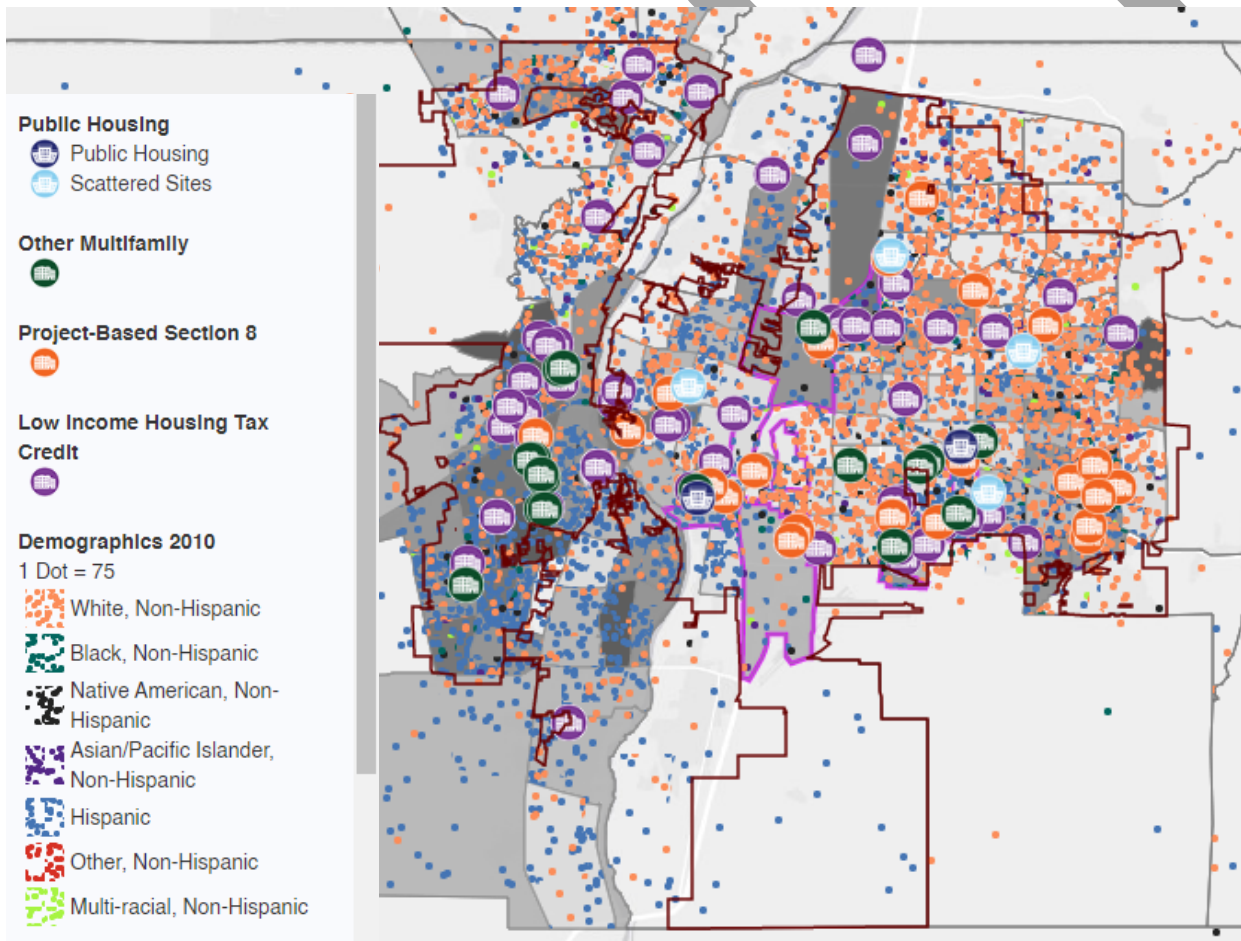 Public Housing
Public Housing
Scattered Sites
Other Multifamily
Project-Based Section 8
Low Income Housing Tax
Credit
Demographics 2010
1 Dot = 75
White, Non-Hispanic
Black, Non-Hispanic
Native American, Non-
Hispanic
Asian/Pacific Islander,
Non-Hispanic
Hispanic
Other, Non-Hispanic
Multi-racial, Non-Hispanic